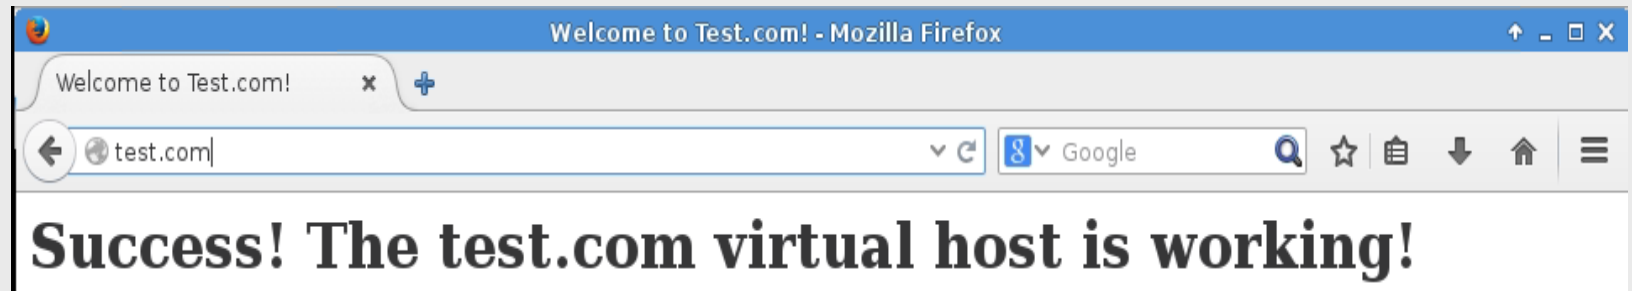 Welcome to Test.com! - Mozilla Firefox
Welcome to Test.com!
test.com
8 Google
Success! The test.com virtual host is working!